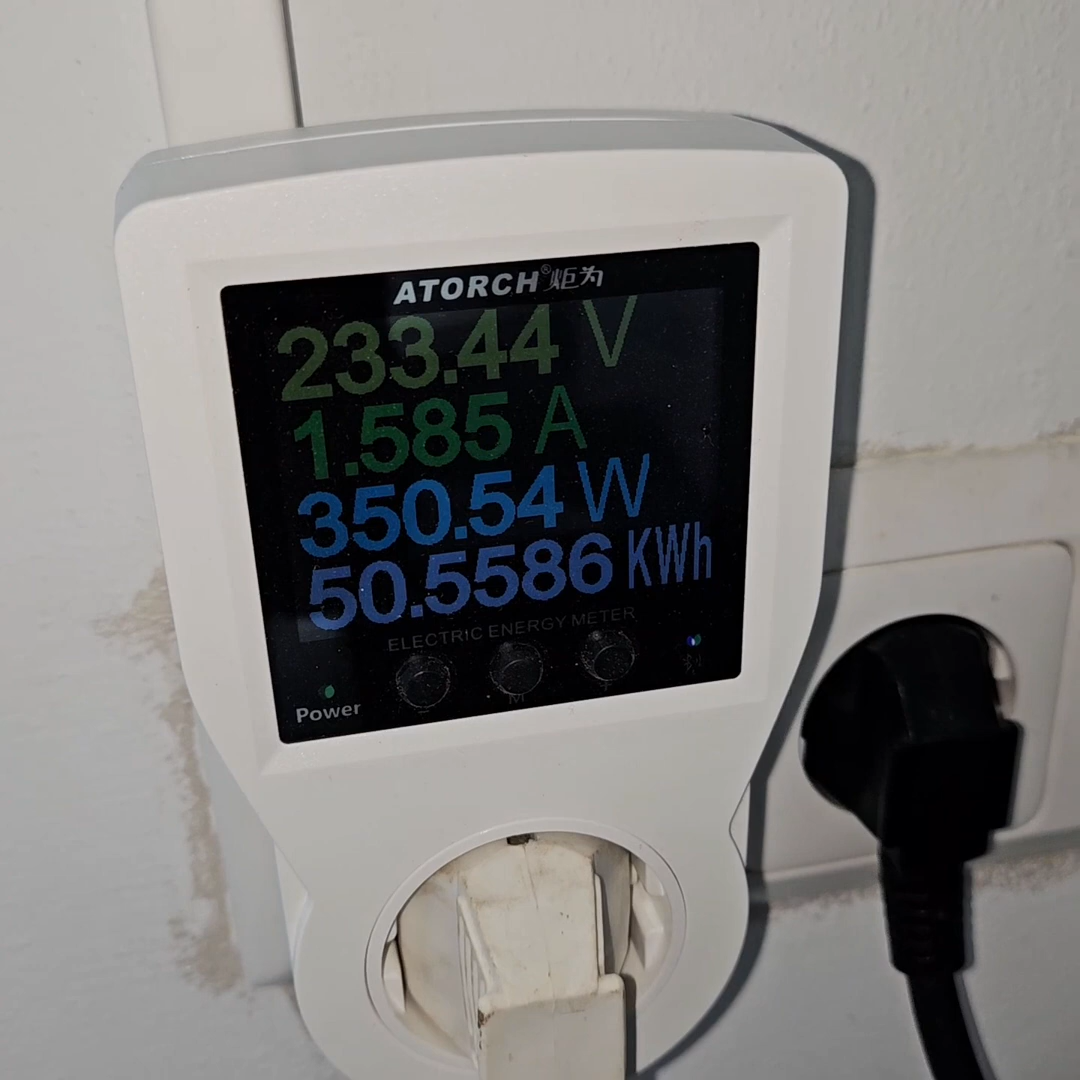 ATORCH® 炬为
233.44 V
1.585 A
350.54 W
50.5586 KWh
ELECTRIC ENERGY METER
Power
- M +